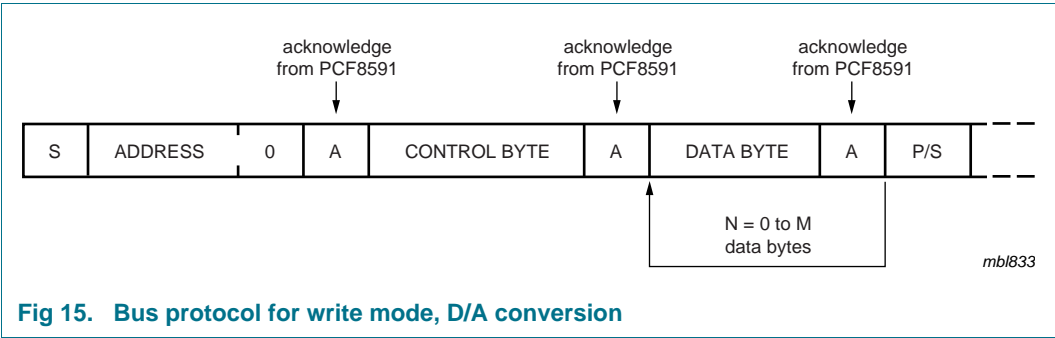 acknowledge acknowledge acknowledge
from PCF8591 from PCF8591 from PCF8591
S ADDRESS 0 A CONTROL BYTE A DATA BYTE A P/S
N = 0 to M
data bytes
mbl833
Fig 15. Bus protocol for write mode, D/A conversion